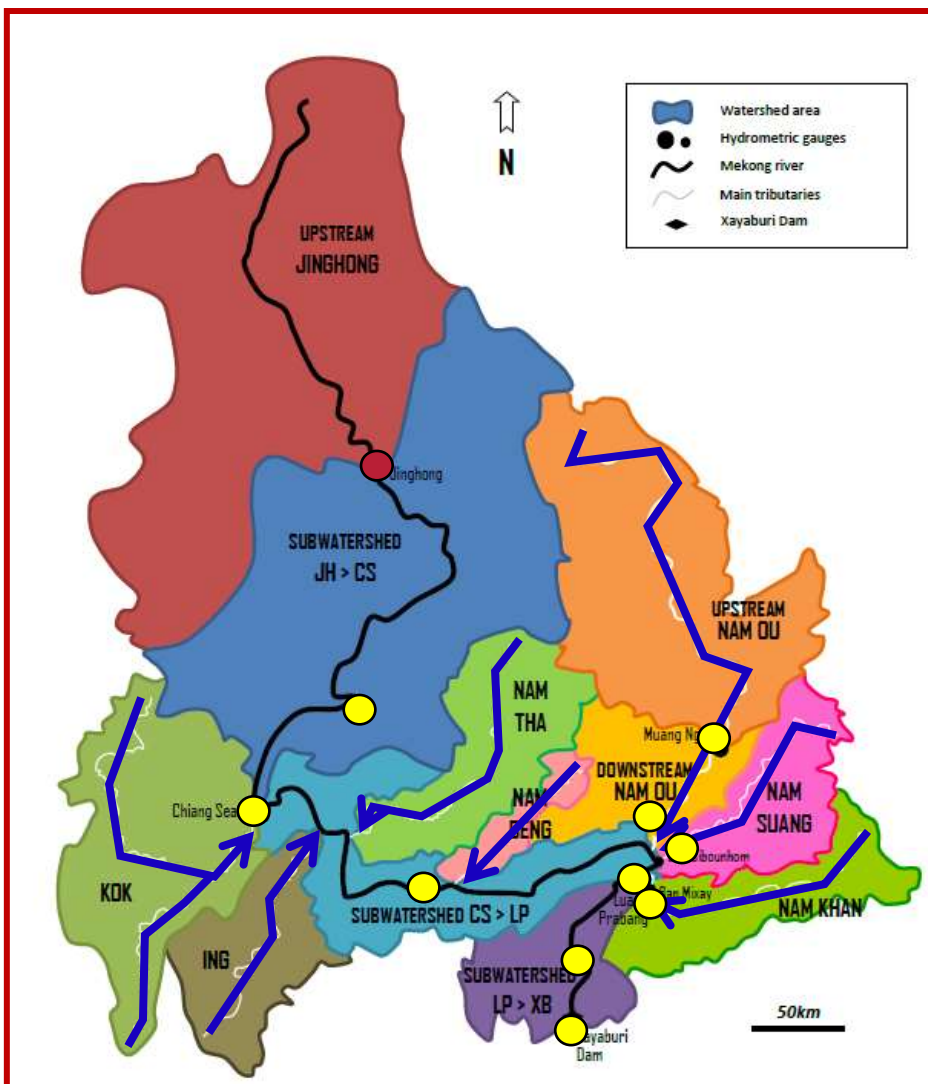 N
Watershed area
Hydrometric gauges
Mekong river
Main tributaries
Xayaburi Dam
UPSTREAM
JINGHONG
Jinghong
SUBWATERSHED
JH > CS
UPSTREAM
NAM OU
NAM
THA
Muang Ng
DOWNSTREAM
NAM OU
NAM
BENG
NAM
SUANG
Chiang Sea
KOK
ING
SUBWATERSHED CS > LP
Ban Mixay
Prabang
NAM KHAN
SUBWATERSHED
LP > XB
50km
Dam